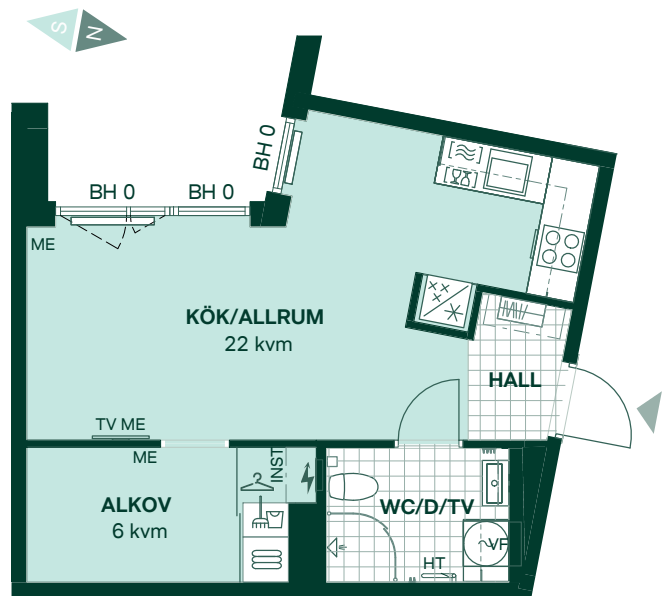 S N
BH 0
BH 0 BH 0
ME
KÖK/ALLRUM
22 kvm
HALL
TV ME
ME
INST
ALKOV
6 kvm
WC/D/TV
VF
HT